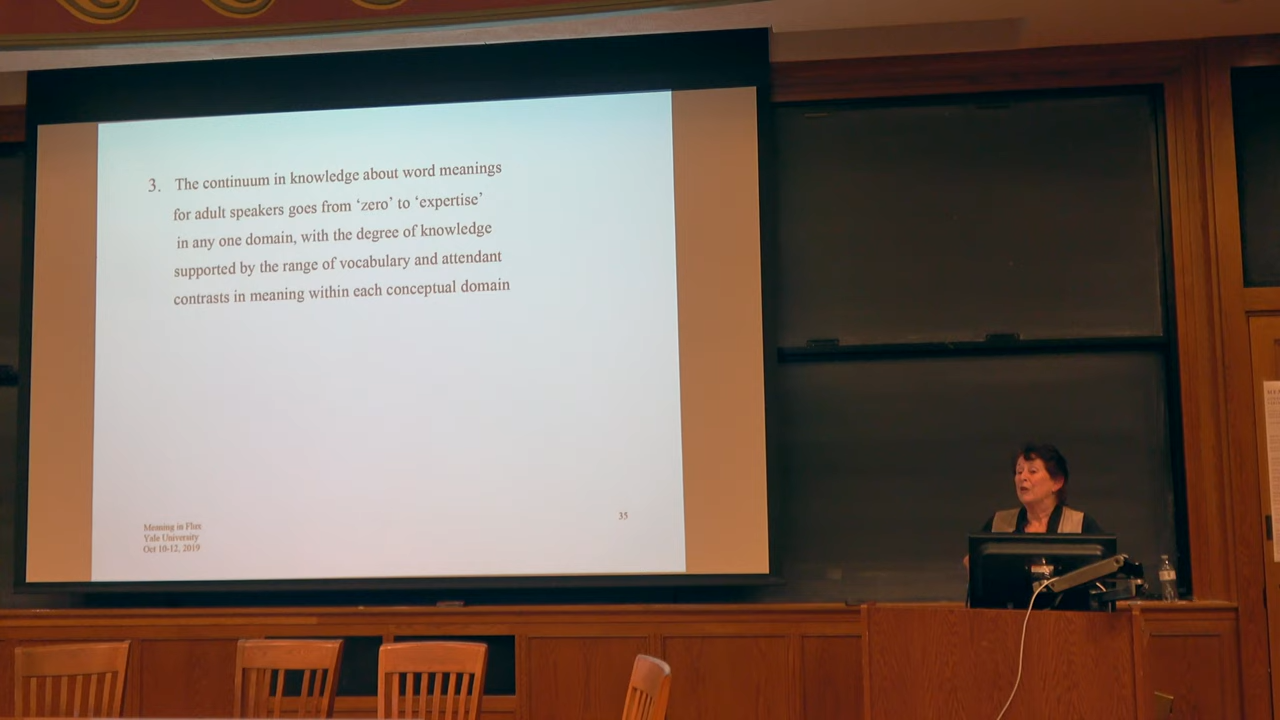 3. The continuum in knowledge about word meanings
for adult speakers goes from ‘zero’ to ‘expertise’
in any one domain, with the degree of knowledge
supported by the range of vocabulary and attendant
contrasts in meaning within each conceptual domain
Meaning in Flux
Yale University
Oct 10-12, 2019
35